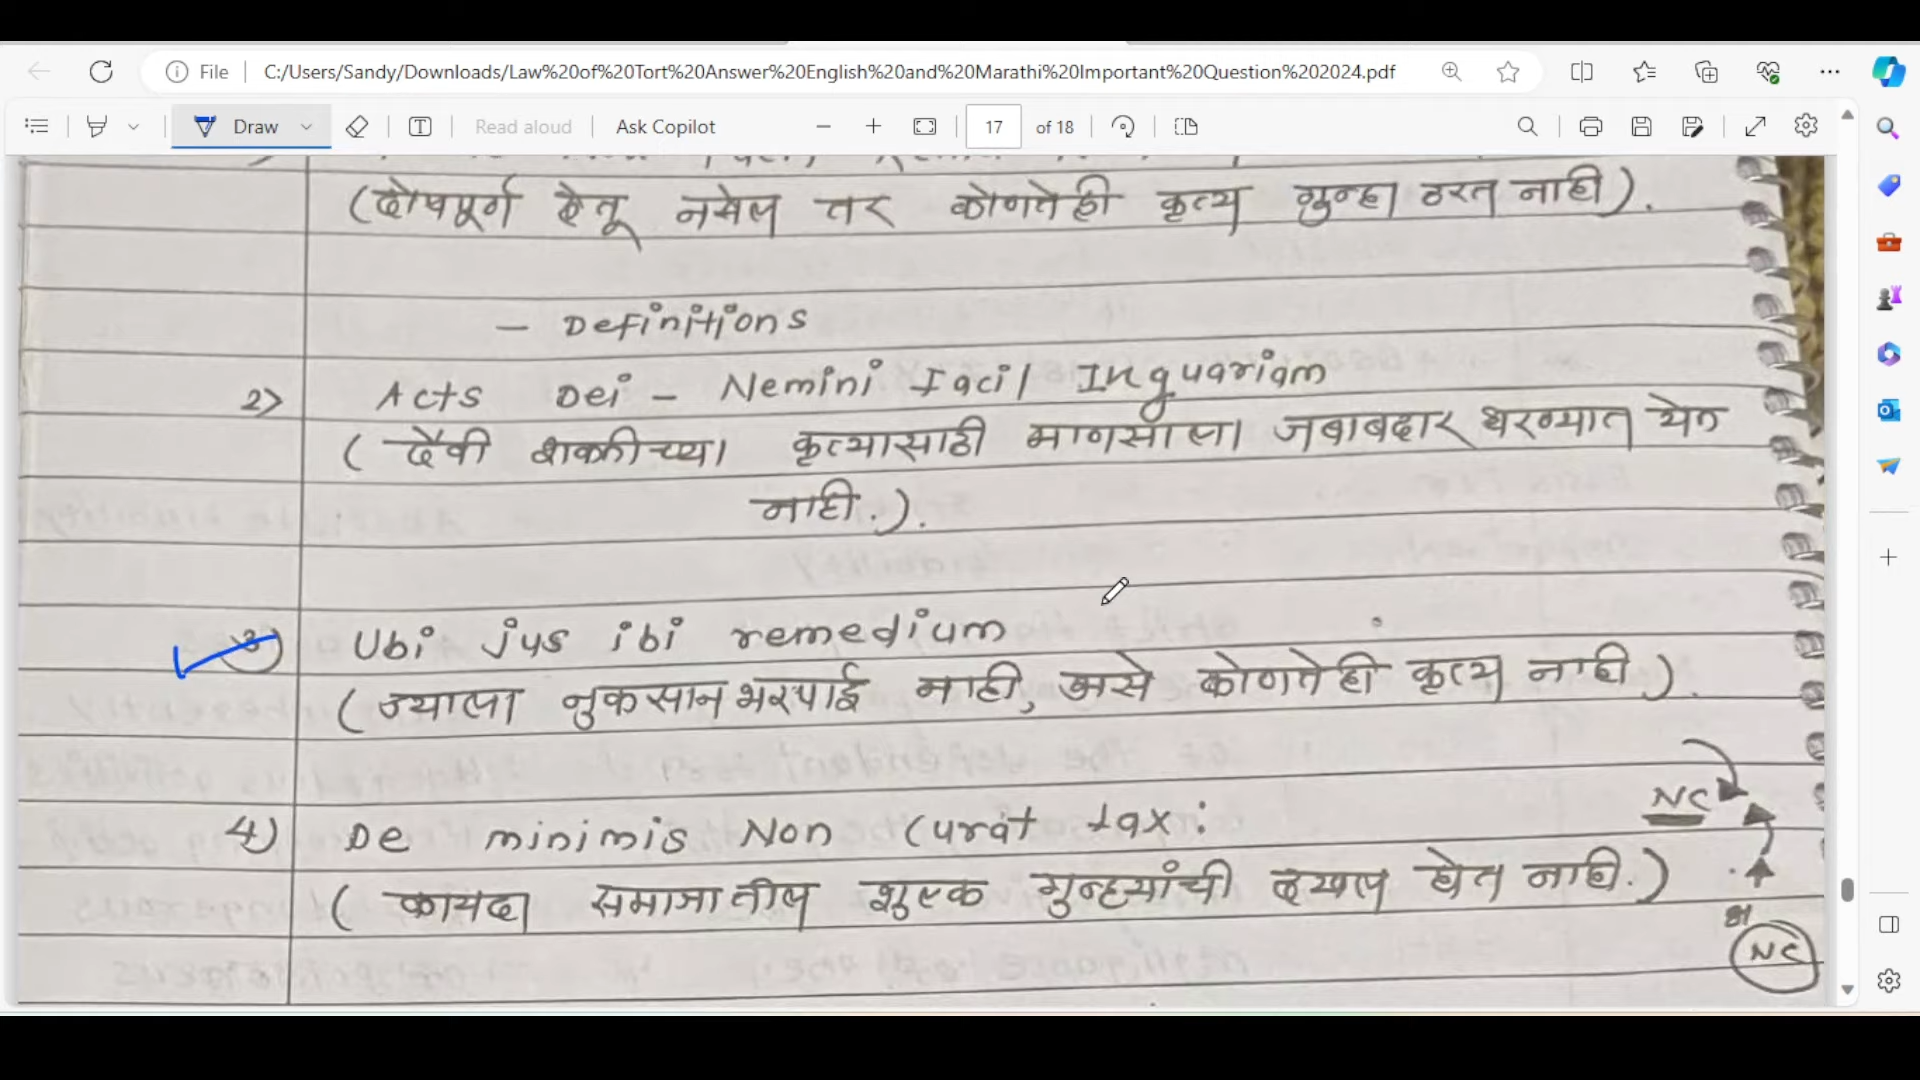 File C:/Users/Sandy/Downloads/Law%20of%20Tort%20Answer%20English%20and%20Marathi%20Important%20Question%202024.pdf
Draw Read aloud Ask Copilot 17 of 18
(दोषपूर्ण हेतू नसेल तर कोणतेही कृत्य गुन्हा ठरत नाही).
– Definitions
2) Acts Dei – Nemini Facil Inquariam
( दैवी शक्तीच्या कृत्यासाठी माणसाला जबाबदार धरण्यात येत
नाही.).
3) Ubi jus ibi remedium
( ज्याला नुकसान भरपाई नाही, असे कोणतेही कृत्य नाही.).
NC
4) De minimis Non Curat Lax:
( कायदा समाजातील शुल्क गुन्ह्यांची दखल घेत नाही.)
NC